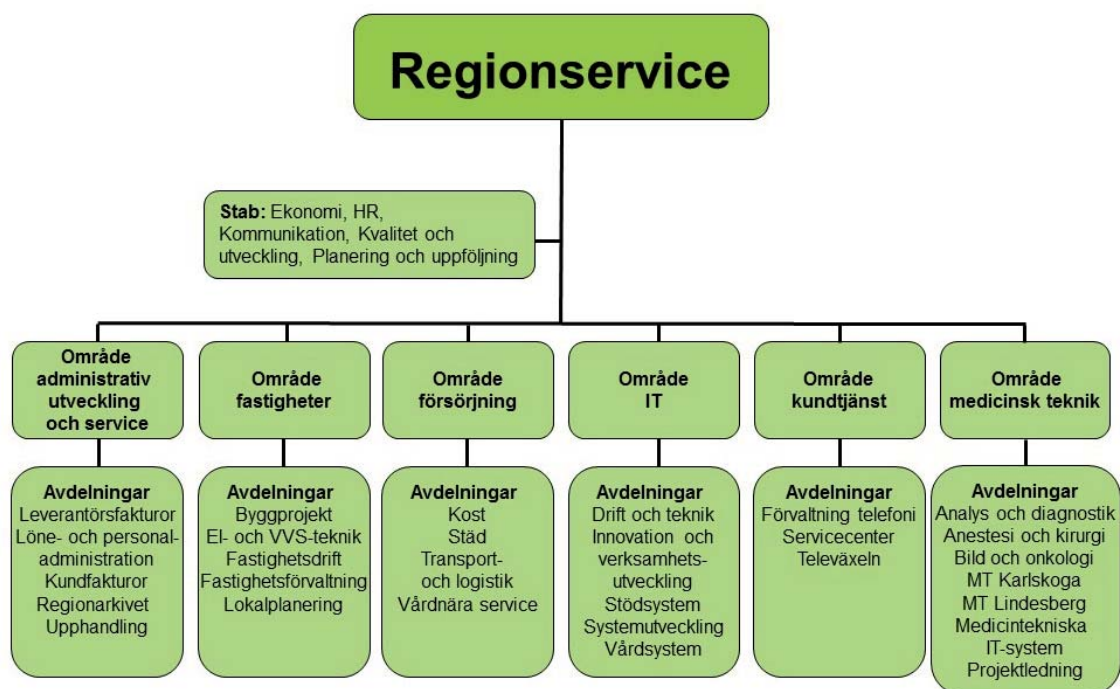 Regionservice
Stab: Ekonomi, HR,
Kommunikation, Kvalitet och
utveckling, Planering och uppföljning
Område
administrativ
utveckling
och service
Område
fastigheter
Område
försörjning
Område
IT
Område
kundtjänst
Område
medicinsk teknik
Avdelningar
Leverantörsfakturor
Löne- och personal-
administration
Kundfakturor
Regionarkivet
Upphandling
Avdelningar
Byggprojekt
El- och VVS-teknik
Fastighetsdrift
Fastighetsförvaltning
Lokalplanering
Avdelningar
Kost
Städ
Transport-
och logistik
Vårdnära service
Avdelningar
Drift och teknik
Innovation och
verksamhets-
utveckling
Stödsystem
Systemutveckling
Vårdsystem
Avdelningar
Förvaltning telefoni
Servicecenter
Televäxeln
Avdelningar
Analys och diagnostik
Anestesi och kirurgi
Bild och onkologi
MT Karlskoga
MT Lindesberg
Medicintekniska
IT-system
Projektledning